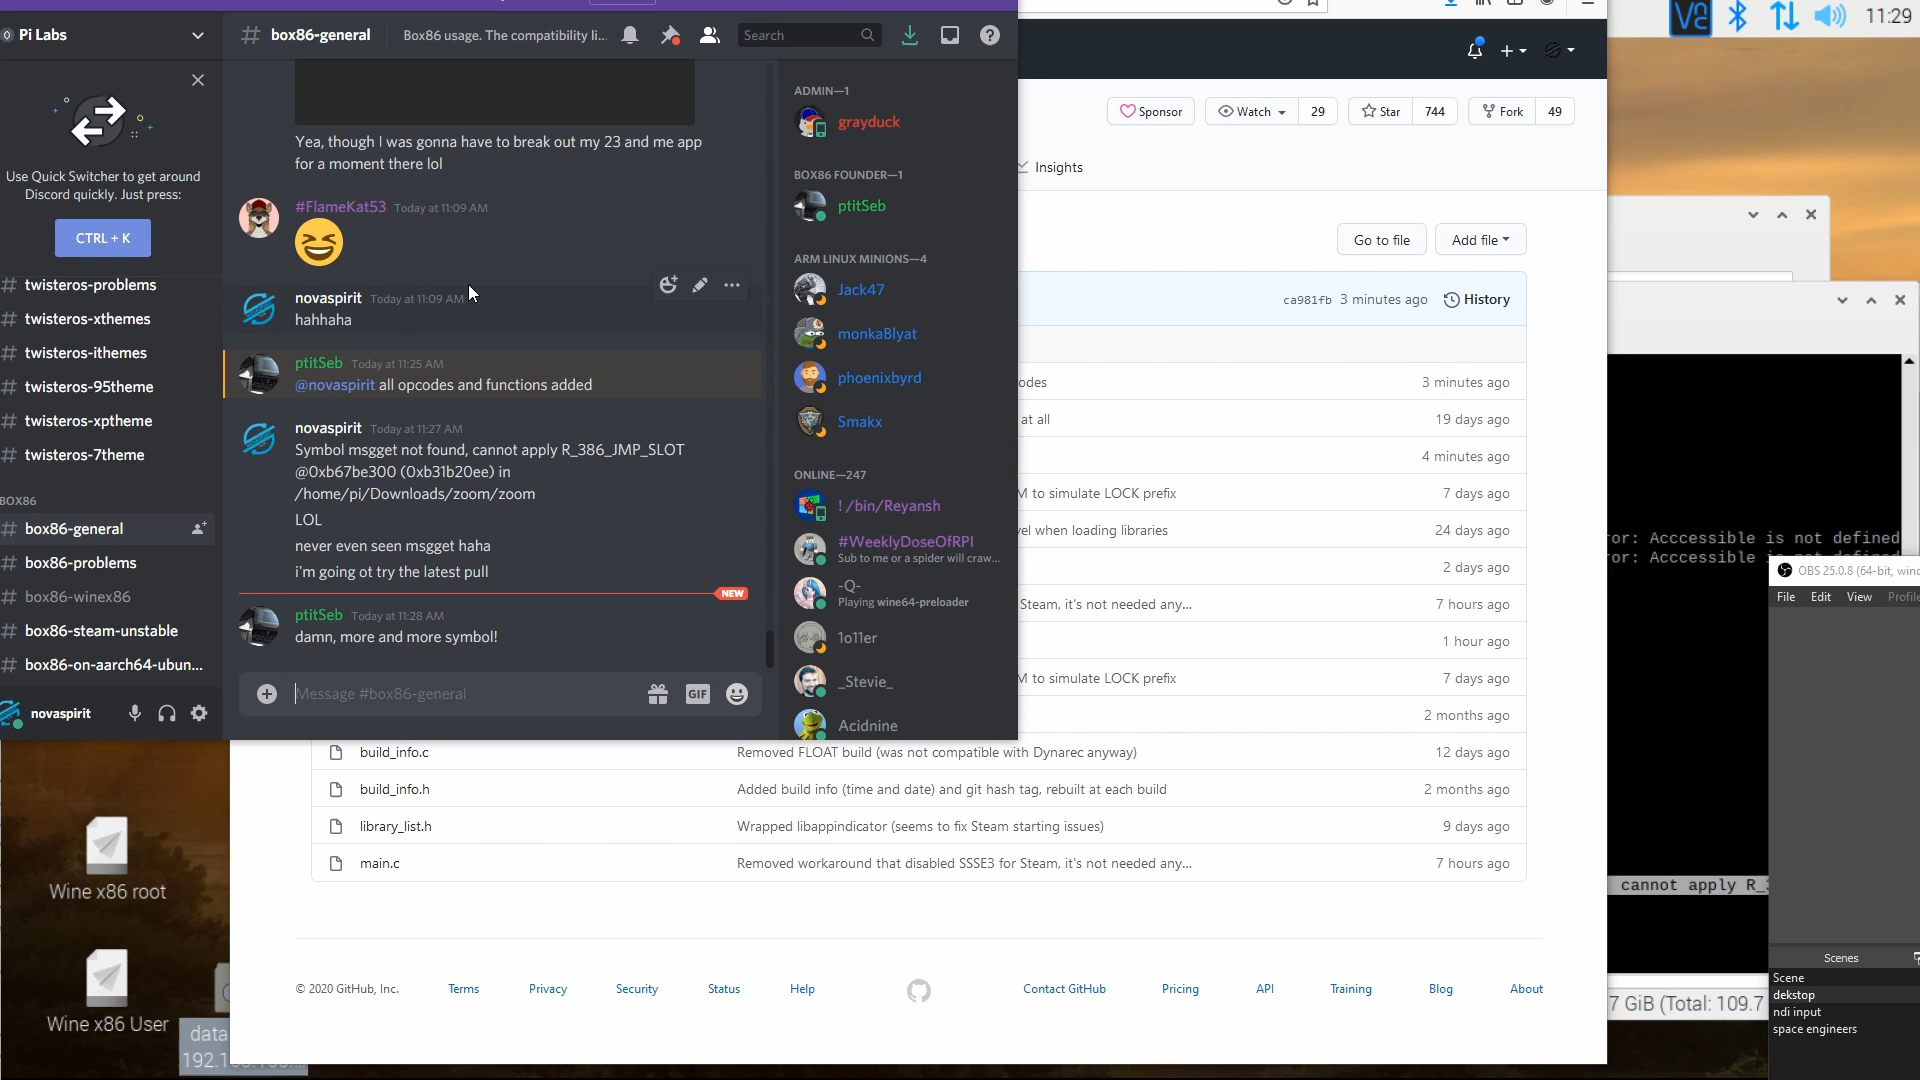 Pi Labs
Use Quick Switcher to get around
Discord quickly. Just press:
CTRL + K
# twisteros-problems
# twisteros-xthemes
# twisteros-ithemes
# twisteros-95theme
# twisteros-xptheme
# twisteros-7theme
BOX86
# box86-general
# box86-problems
# box86-winex86
# box86-steam-unstable
# box86-on-aarch64-ubun...
novaspirit
# box86-general
Box86 usage. The compatibility li...
Search
Yea, though I was gonna have to break out my 23 and me app
for a moment there lol
#FlameKat53 Today at 11:09 AM
novaspirit Today at 11:09 AM
hahhaha
ptitSeb Today at 11:25 AM
@novaspirit all opcodes and functions added
novaspirit Today at 11:27 AM
Symbol msgget not found, cannot apply R_386_JMP_SLOT
@0xb67be300 (0xb31b20ee) in
/home/pi/Downloads/zoom/zoom
LOL
never even seen msgget haha
i'm going ot try the latest pull
NEW
ptitSeb Today at 11:28 AM
damn, more and more symbol!
Message #box86-general
GIF
ADMIN—1
grayduck
BOX86 FOUNDER—1
ptitSeb
ARM LINUX MINIONS—4
Jack47
monkaBlyat
phoenixbyrd
Smakx
ONLINE—247
! /bin/Reyansh
#WeeklyDoseOfRPI
Sub to me or a spider will craw...
-Q-
Playing wine64-preloader
1o11er
_Stevie_
Acidnine
Sponsor
Watch 29
Star 744
Fork 49
Insights
Go to file
Add file
ca981fb 3 minutes ago History
odes 3 minutes ago
at all 19 days ago
4 minutes ago
M to simulate LOCK prefix 7 days ago
el when loading libraries 24 days ago
2 days ago
Steam, it's not needed any... 7 hours ago
1 hour ago
M to simulate LOCK prefix 7 days ago
2 months ago
build_info.c Removed FLOAT build (was not compatible with Dynarec anyway) 12 days ago
build_info.h Added build info (time and date) and git hash tag, rebuilt at each build 2 months ago
library_list.h Wrapped libappindicator (seems to fix Steam starting issues) 9 days ago
main.c Removed workaround that disabled SSSE3 for Steam, it's not needed any... 7 hours ago
© 2020 GitHub, Inc. Terms Privacy Security Status Help Contact GitHub Pricing API Training Blog About
11:29
or: Acccessible is not defined
or: Acccessible is not defined
cannot apply R_3
7 GiB (Total: 109.7
OBS 25.0.8 (64-bit, wind
File Edit View Profile
Scenes
Scene
dekstop
ndi input
space engineers
Wine x86 root
Wine x86 User
data